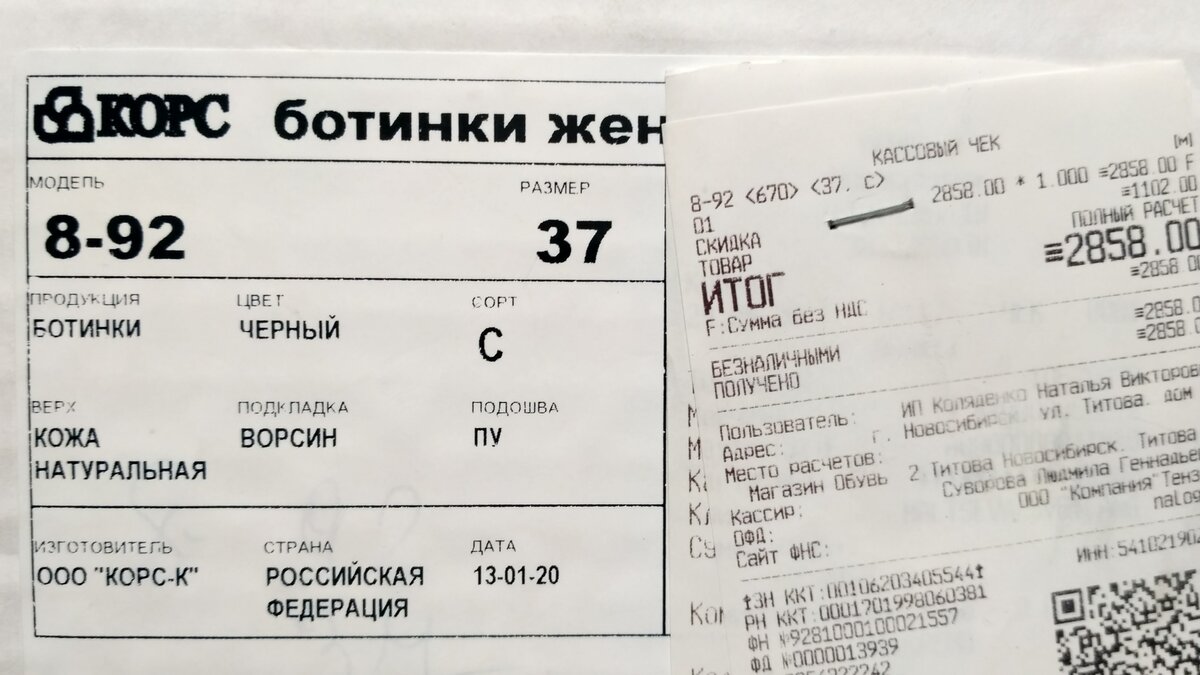 КОРС ботинки жен
МОДЕЛЬ РАЗМЕР
8-92 37
ПРОДУКЦИЯ ЦВЕТ СОРТ
БОТИНКИ ЧЕРНЫЙ С
ВЕРХ ПОДКЛАДКА ПОДОШВА
КОЖА ВОРСИН ПУ
НАТУРАЛЬНАЯ
ИЗГОТОВИТЕЛЬ СТРАНА ДАТА
ООО "КОРС-К" РОССИЙСКАЯ 13-01-20
ФЕДЕРАЦИЯ
КАССОВЫЙ ЧЕК
[М]
8-92 <670> <37. с>
01 2858.00 * 1.000 =2858.00 F
СКИДКА =1102.00
ТОВАР ПОЛНЫЙ РАСЧЕТ
ИТОГ =2858.00
F:Сумма без НДС =2858.0
БЕЗНАЛИЧНЫМИ =2858.0
ПОЛУЧЕНО =2858
Пользователь: ИП Коляденко Наталья Викторовн
Адрес: г. Новосибирск. ул. Титова. дом
Место расчетов:
Магазин Обувь 2 Титова Новосибирск. Титова
Кассир: Суворова Людмила Геннадье
ОФД: ООО "Компания"Тенз
Сайт ФНС: nalog
ИНН:541021902
ЗН ККТ:00106203405544
РН ККТ:0001701998060381
ФН №9281000100021557
ФД №0000013939